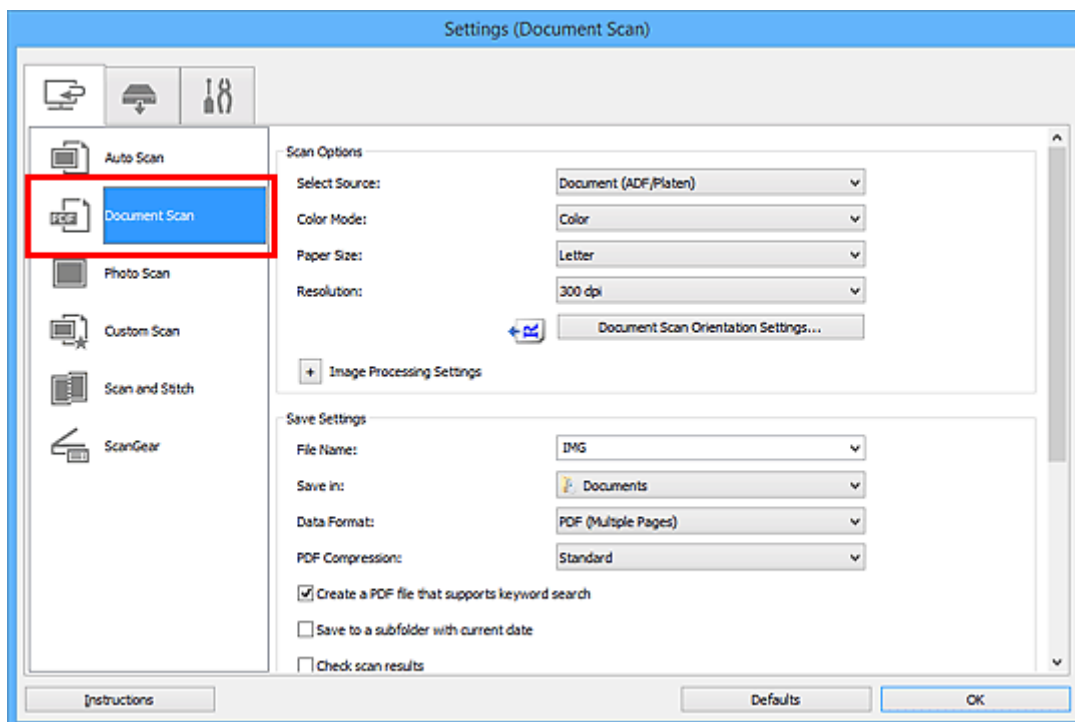 Settings (Document Scan)
Auto Scan
PDF
Document Scan
Photo Scan
Custom Scan
Scan and Stitch
ScanGear
Scan Options
Select Source: Document (ADF/Platen)
Color Mode: Color
Paper Size: Letter
Resolution: 300 dpi
Document Scan Orientation Settings...
+ Image Processing Settings
Save Settings
File Name: IMG
Save in: Documents
Data Format: PDF (Multiple Pages)
PDF Compression: Standard
Create a PDF file that supports keyword search
Save to a subfolder with current date
Check scan results
Instructions Defaults OK